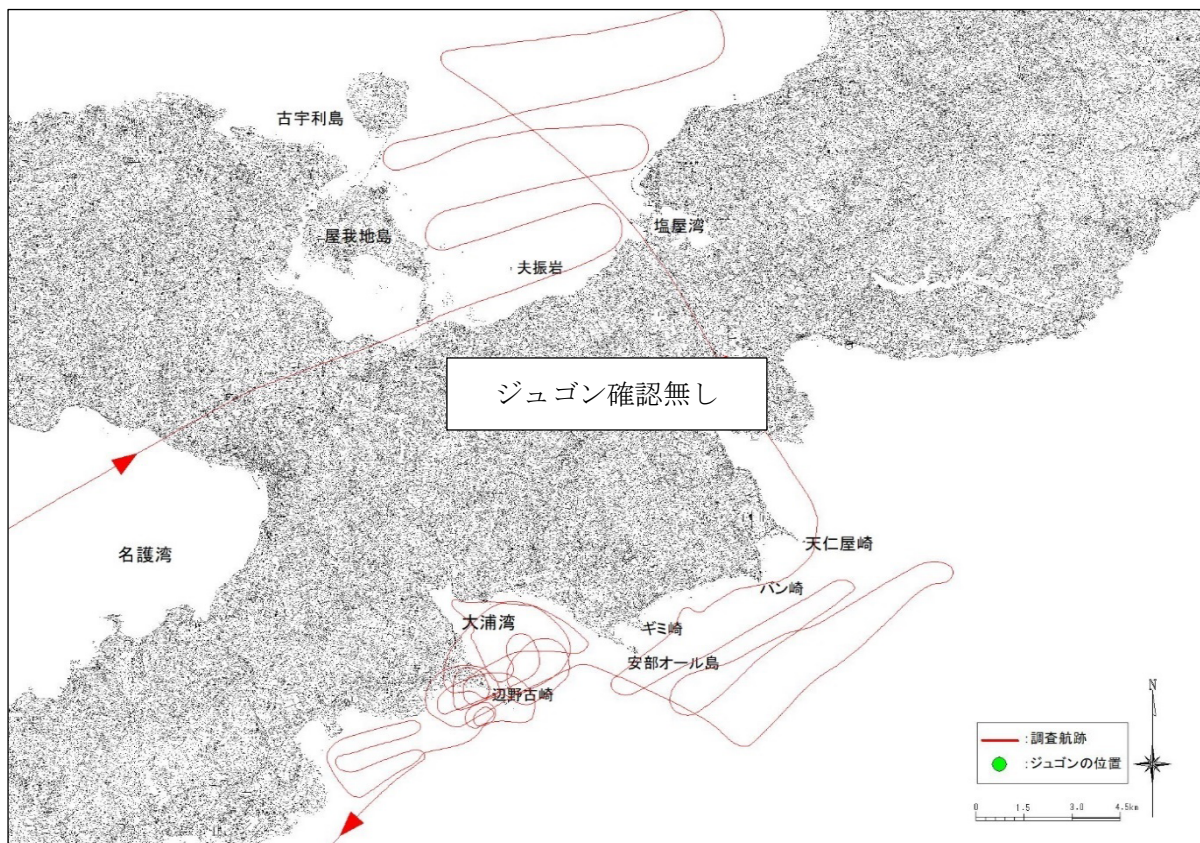 古宇利島
屋我地島
塩屋湾
夫振岩
ジュゴン確認無し
名護湾
天仁屋崎
バン崎
大浦湾
ギミ崎
安部オール島
辺野古崎
N
:調査航跡
:ジュゴンの位置
0 1.5 3.0 4.5km